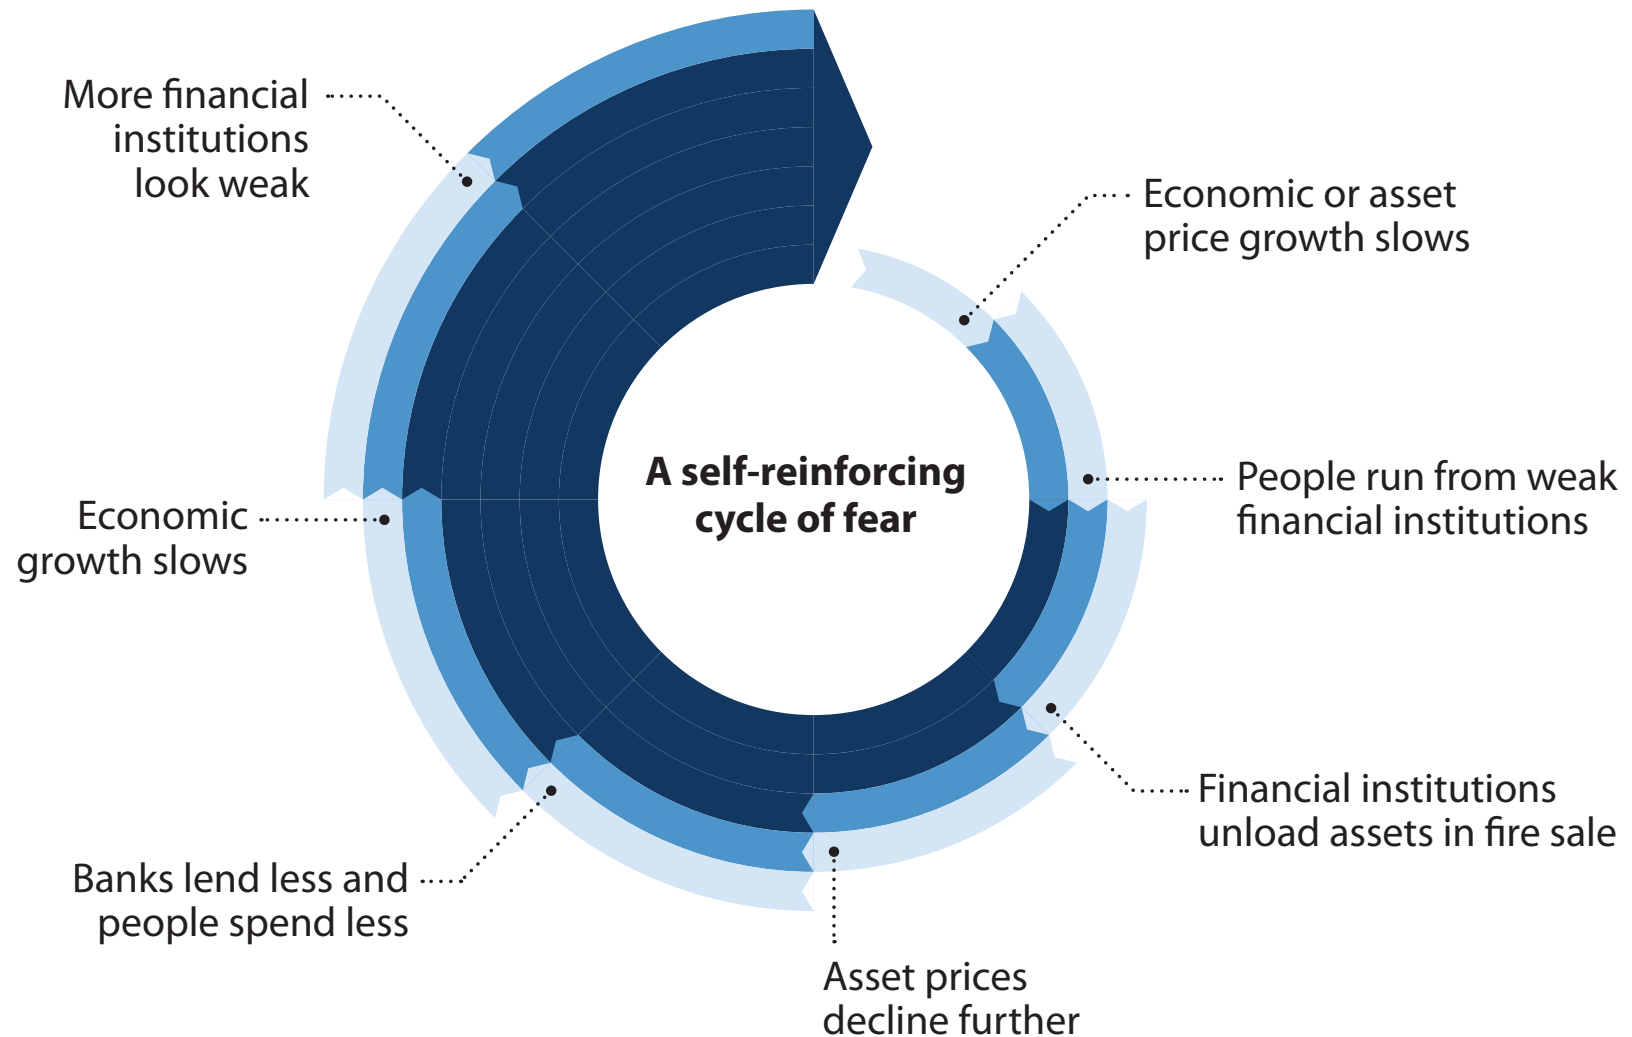 A self-reinforcing
cycle of fear
Economic or asset
price growth slows
People run from weak
financial institutions
Financial institutions
unload assets in fire sale
Asset prices
decline further
Banks lend less and
people spend less
Economic
growth slows
More financial
institutions
look weak